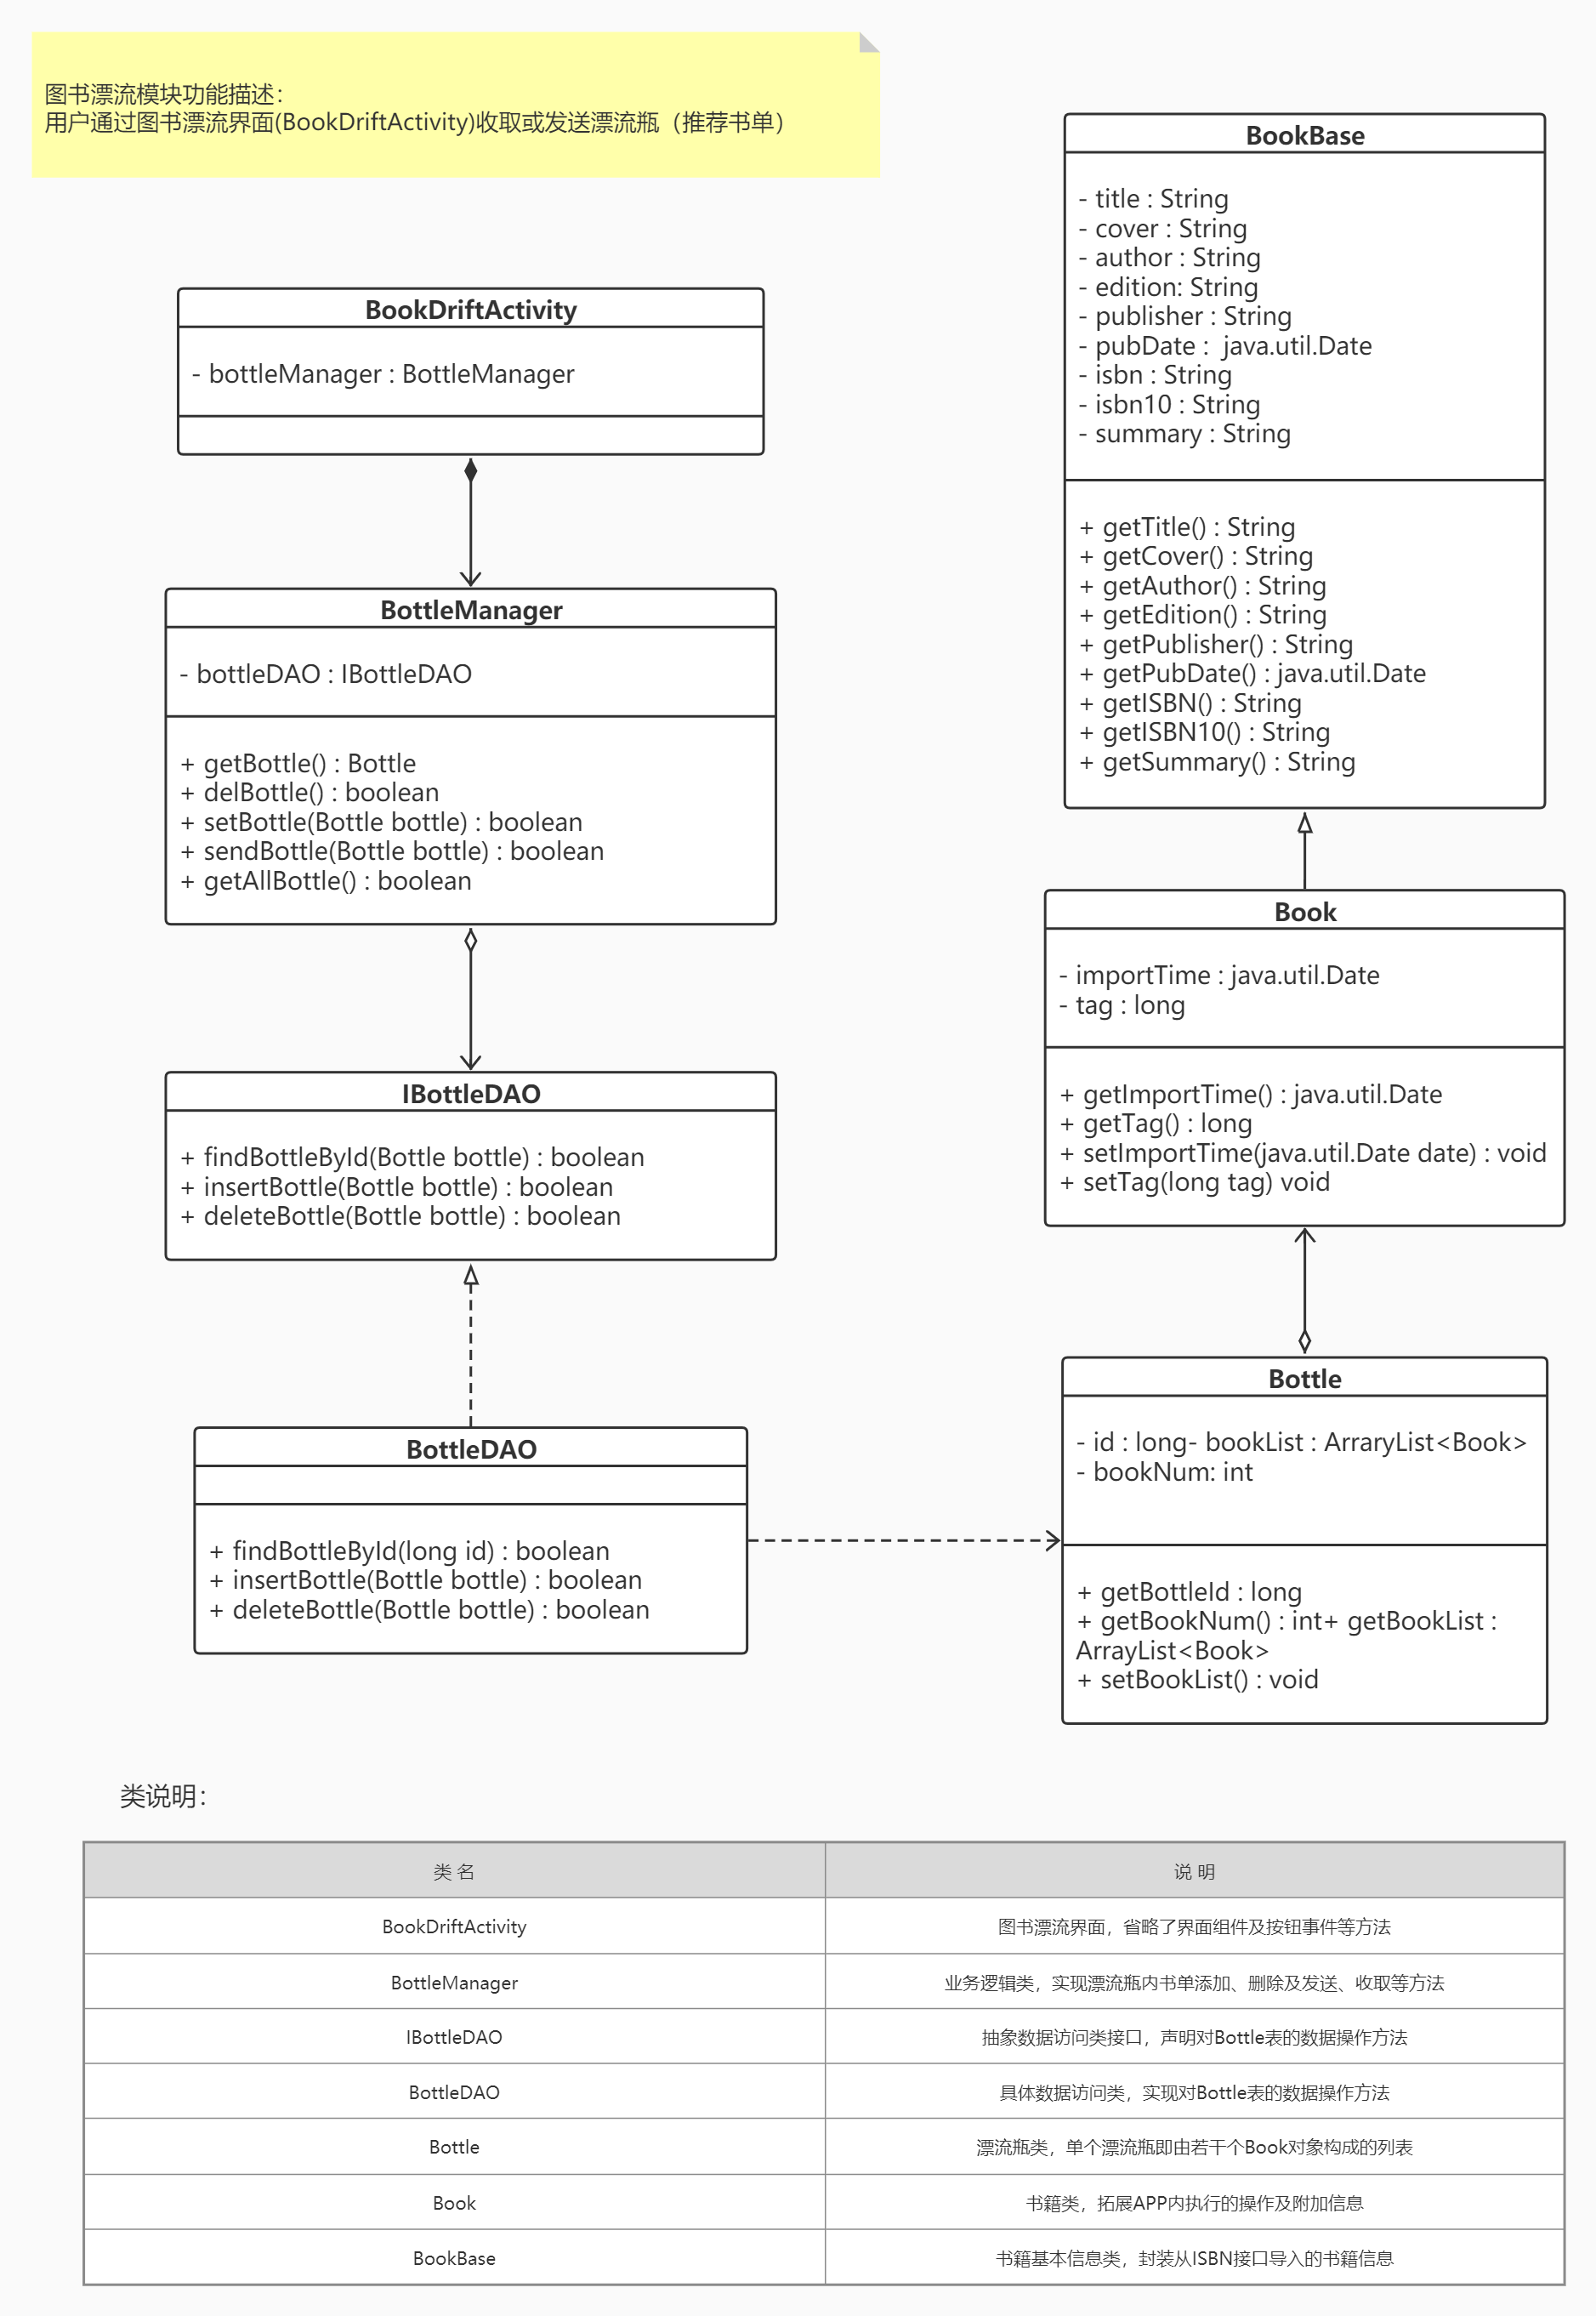 图书漂流模块功能描述：
用户通过图书漂流界面(BookDriftActivity)收取或发送漂流瓶（推荐书单）
BookDriftActivity
- bottleManager : BottleManager
BottleManager
- bottleDAO : IBottleDAO
+ getBottle() : Bottle
+ delBottle() : boolean
+ setBottle(Bottle bottle) : boolean
+ sendBottle(Bottle bottle) : boolean
+ getAllBottle() : boolean
IBottleDAO
+ findBottleById(Bottle bottle) : boolean
+ insertBottle(Bottle bottle) : boolean
+ deleteBottle(Bottle bottle) : boolean
BottleDAO
+ findBottleById(long id) : boolean
+ insertBottle(Bottle bottle) : boolean
+ deleteBottle(Bottle bottle) : boolean
BookBase
- title : String
- cover : String
- author : String
- edition: String
- publisher : String
- pubDate :  java.util.Date
- isbn : String
- isbn10 : String
- summary : String
+ getTitle() : String
+ getCover() : String
+ getAuthor() : String
+ getEdition() : String
+ getPublisher() : String
+ getPubDate() : java.util.Date
+ getISBN() : String
+ getISBN10() : String
+ getSummary() : String
Book
- importTime : java.util.Date
- tag : long
+ getImportTime() : java.util.Date
+ getTag() : long
+ setImportTime(java.util.Date date) : void
+ setTag(long tag) void
Bottle
- id : long- bookList : ArraryList<Book>
- bookNum: int
+ getBottleId : long
+ getBookNum() : int+ getBookList :
ArrayList<Book>
+ setBookList() : void
类说明：
类 名 说 明
BookDriftActivity 图书漂流界面，省略了界面组件及按钮事件等方法
BottleManager 业务逻辑类，实现漂流瓶内书单添加、删除及发送、收取等方法
IBottleDAO 抽象数据访问类接口，声明对Bottle表的数据操作方法
BottleDAO 具体数据访问类，实现对Bottle表的数据操作方法
Bottle 漂流瓶类，单个漂流瓶即由若干个Book对象构成的列表
Book 书籍类，拓展APP内执行的操作及附加信息
BookBase 书籍基本信息类，封装从ISBN接口导入的书籍信息